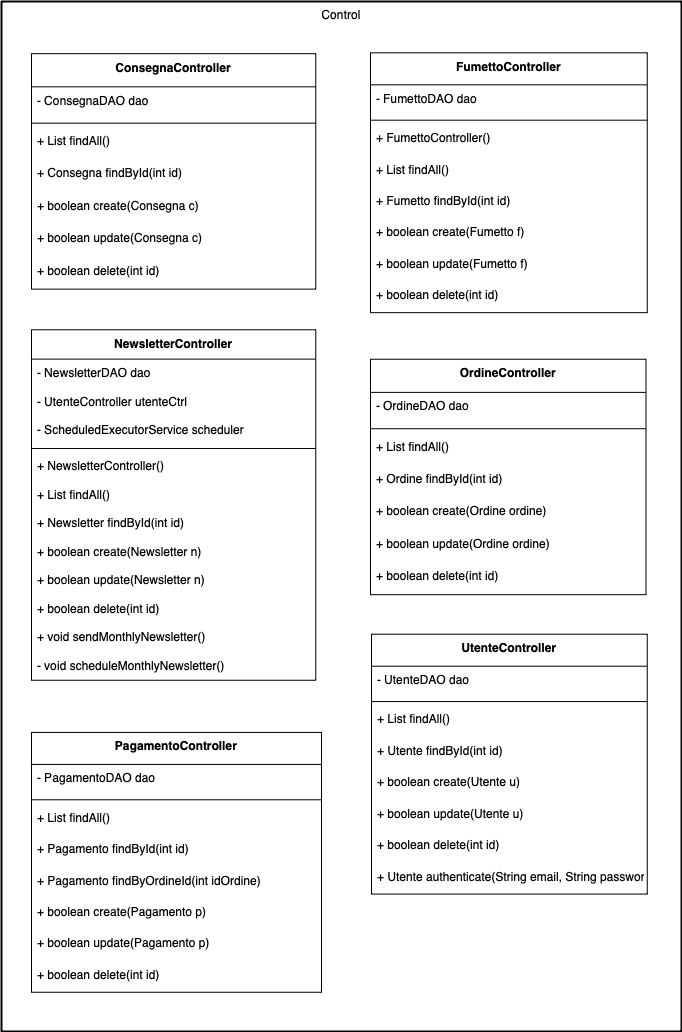 Control
ConsegnaController
- ConsegnaDAO dao
+ List findAll()
+ Consegna findById(int id)
+ boolean create(Consegna c)
+ boolean update(Consegna c)
+ boolean delete(int id)
FumettoController
- FumettoDAO dao
+ FumettoController()
+ List findAll()
+ Fumetto findById(int id)
+ boolean create(Fumetto f)
+ boolean update(Fumetto f)
+ boolean delete(int id)
NewsletterController
- NewsletterDAO dao
- UtenteController utenteCtrl
- ScheduledExecutorService scheduler
+ NewsletterController()
+ List findAll()
+ Newsletter findById(int id)
+ boolean create(Newsletter n)
+ boolean update(Newsletter n)
+ boolean delete(int id)
+ void sendMonthlyNewsletter()
- void scheduleMonthlyNewsletter()
OrdineController
- OrdineDAO dao
+ List findAll()
+ Ordine findById(int id)
+ boolean create(Ordine ordine)
+ boolean update(Ordine ordine)
+ boolean delete(int id)
UtenteController
- UtenteDAO dao
+ List findAll()
+ Utente findById(int id)
+ boolean create(Utente u)
+ boolean update(Utente u)
+ boolean delete(int id)
+ Utente authenticate(String email, String passwor
PagamentoController
- PagamentoDAO dao
+ List findAll()
+ Pagamento findById(int id)
+ Pagamento findByOrdineId(int idOrdine)
+ boolean create(Pagamento p)
+ boolean update(Pagamento p)
+ boolean delete(int id)